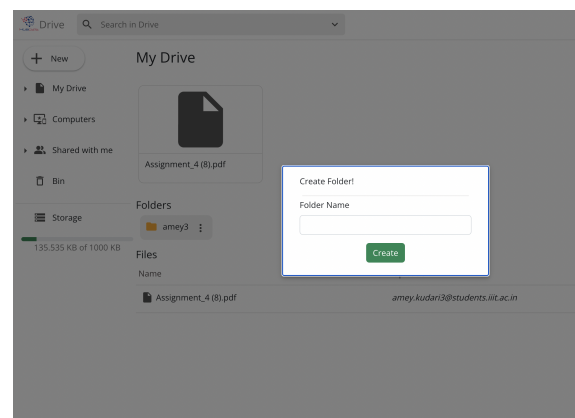 Drive
Search in Drive
New
My Drive
My Drive
Computers
Shared with me
Bin
Storage
135.535 KB of 1000 KB
Assignment_4 (8).pdf
Folders
amey3
Files
Name
Assignment_4 (8).pdf
amey.kudari3@students.iiit.ac.in
Create Folder!
Folder Name
Create